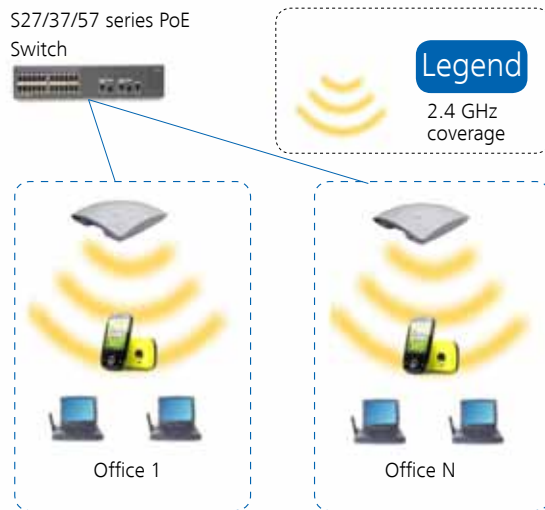 S27/37/57 series PoE
Switch
Legend
2.4 GHz
coverage
Office 1
Office N